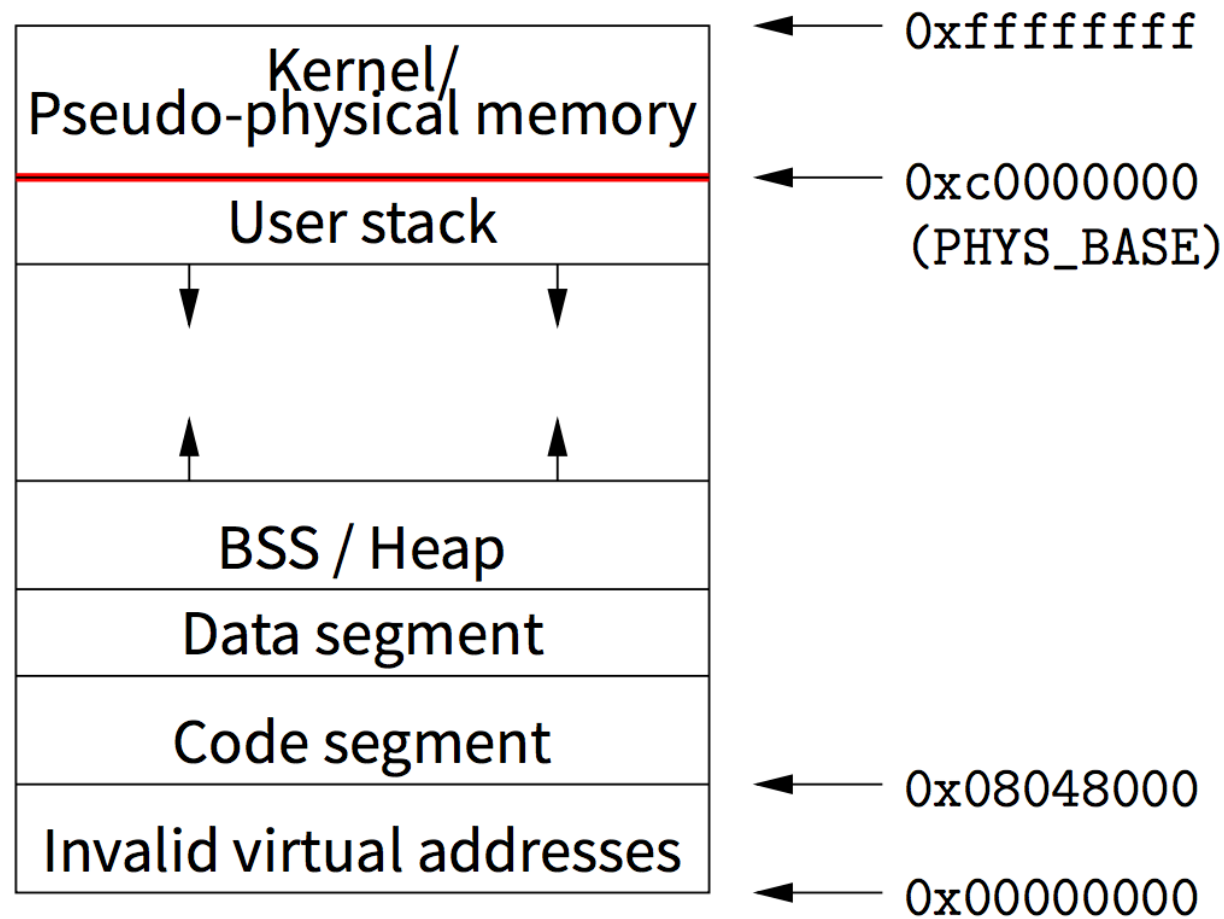 Kernel/
Pseudo-physical memory
User stack
BSS / Heap
Data segment
Code segment
Invalid virtual addresses
0xffffffff
0xc0000000
(PHYS_BASE)
0x08048000
0x00000000